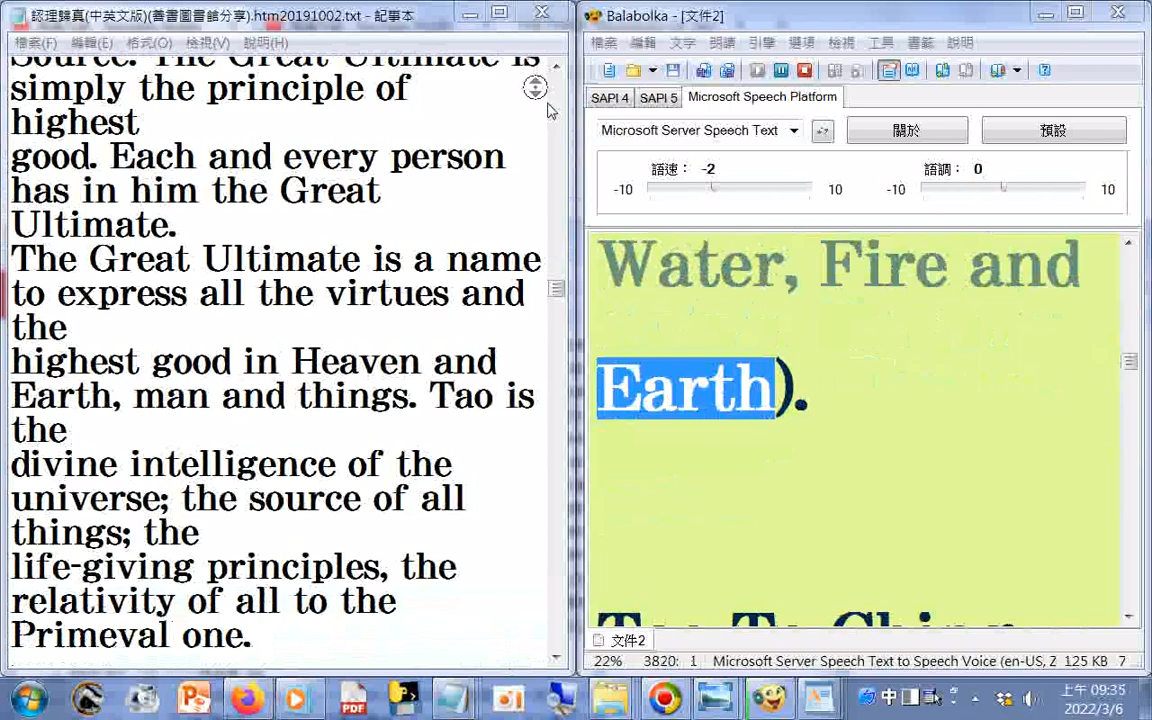 認理歸真(中英文版)(善書圖書館分享).htm20191002.txt - 記事本
檔案(F) 編輯(E) 格式(O) 檢視(V) 說明(H)
Source. The Great Ultimate is
simply the principle of
highest
good. Each and every person
has in him the Great
Ultimate.
The Great Ultimate is a name
to express all the virtues and
the
highest good in Heaven and
Earth, man and things. Tao is
the
divine intelligence of the
universe; the source of all
things; the
life-giving principles, the
relativity of all to the
Primeval one.
Balabolka - [文件2]
檔案 編輯 文字 朗讀 引擎 選項 檢視 工具 書籤 說明
SAPI 4 SAPI 5 Microsoft Speech Platform
Microsoft Server Speech Text 關於 預設
語速： -2 語調： 0
-10 10 -10 10
Water, Fire and
Earth).
文件2
22% 3820: 1 Microsoft Server Speech Text to Speech Voice (en-US, Z 125 KB 7
PDF 中 上午 09:35
2022/3/6